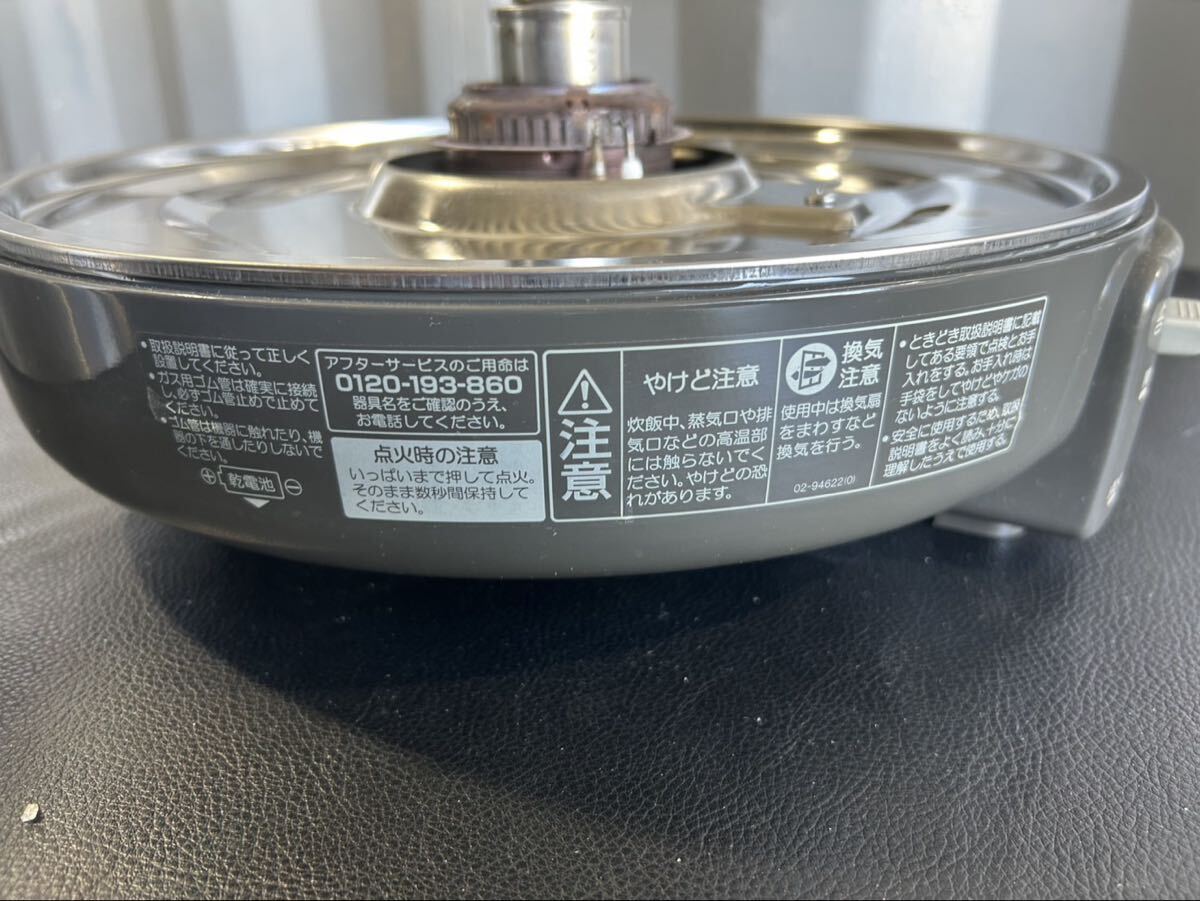 ・取扱説明書に従って正しく
設置してください。
・ガス用ゴム管は確実に接続
し、必ずゴム管止めで止めて
ください。
・ゴム管は機器に触れたり、機
器の下を通したりしないで
ください。
⊕乾電池⊖
アフターサービスのご用命は
0120-193-860
器具名をご確認のうえ、
お電話してください。
点火時の注意
いっぱいまで押して点火。
そのまま数秒間保持して
ください。
注意
やけど注意
炊飯中、蒸気口や排
気口などの高温部
には触らないでく
ださい。やけどの恐
れがあります。
換気
注意
使用中は換気扇
をまわすなど
換気を行う。
02-94622(0)
・ときどき取扱説明書に記載
してある要領で点検とお手
入れをする。お手入れ時は
手袋をしてやけどやケガの
ないように注意する。
・安全に使用するため、取扱
説明書をよく読み、十分に
理解したうえで使用する。